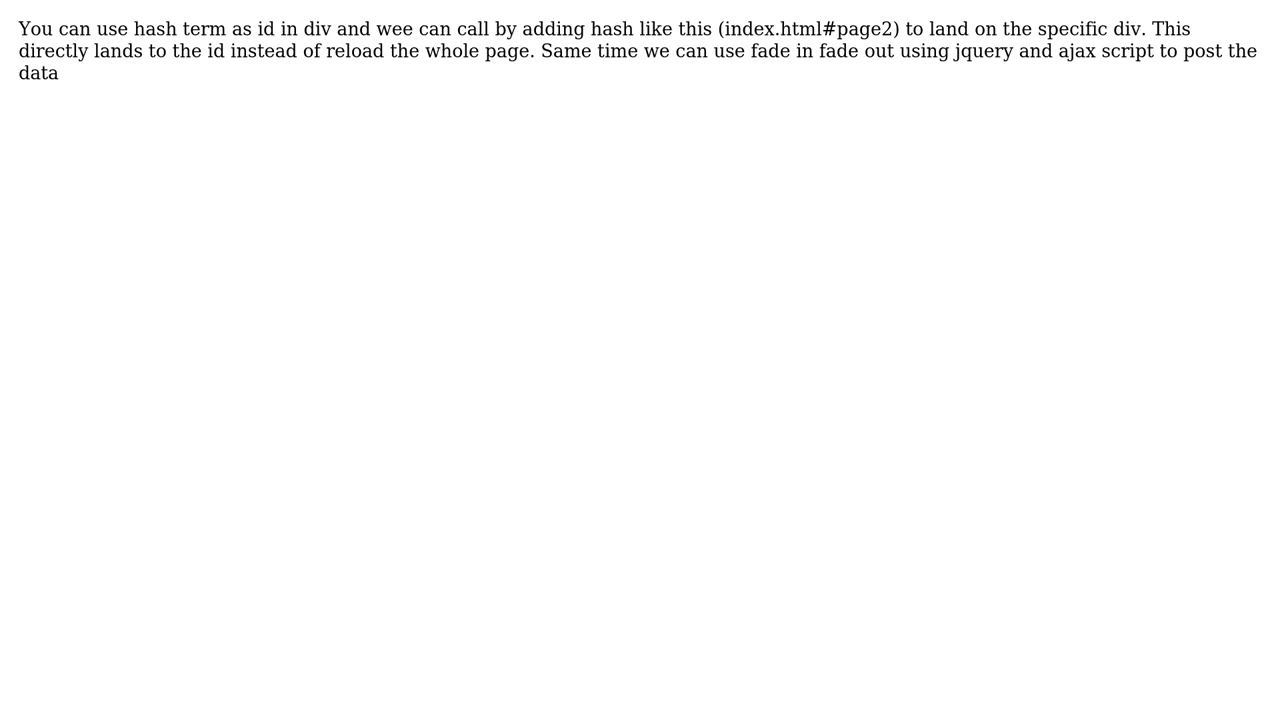 You can use hash term as id in div and wee can call by adding hash like this (index.html#page2) to land on the specific div. This
directly lands to the id instead of reload the whole page. Same time we can use fade in fade out using jquery and ajax script to post the
data